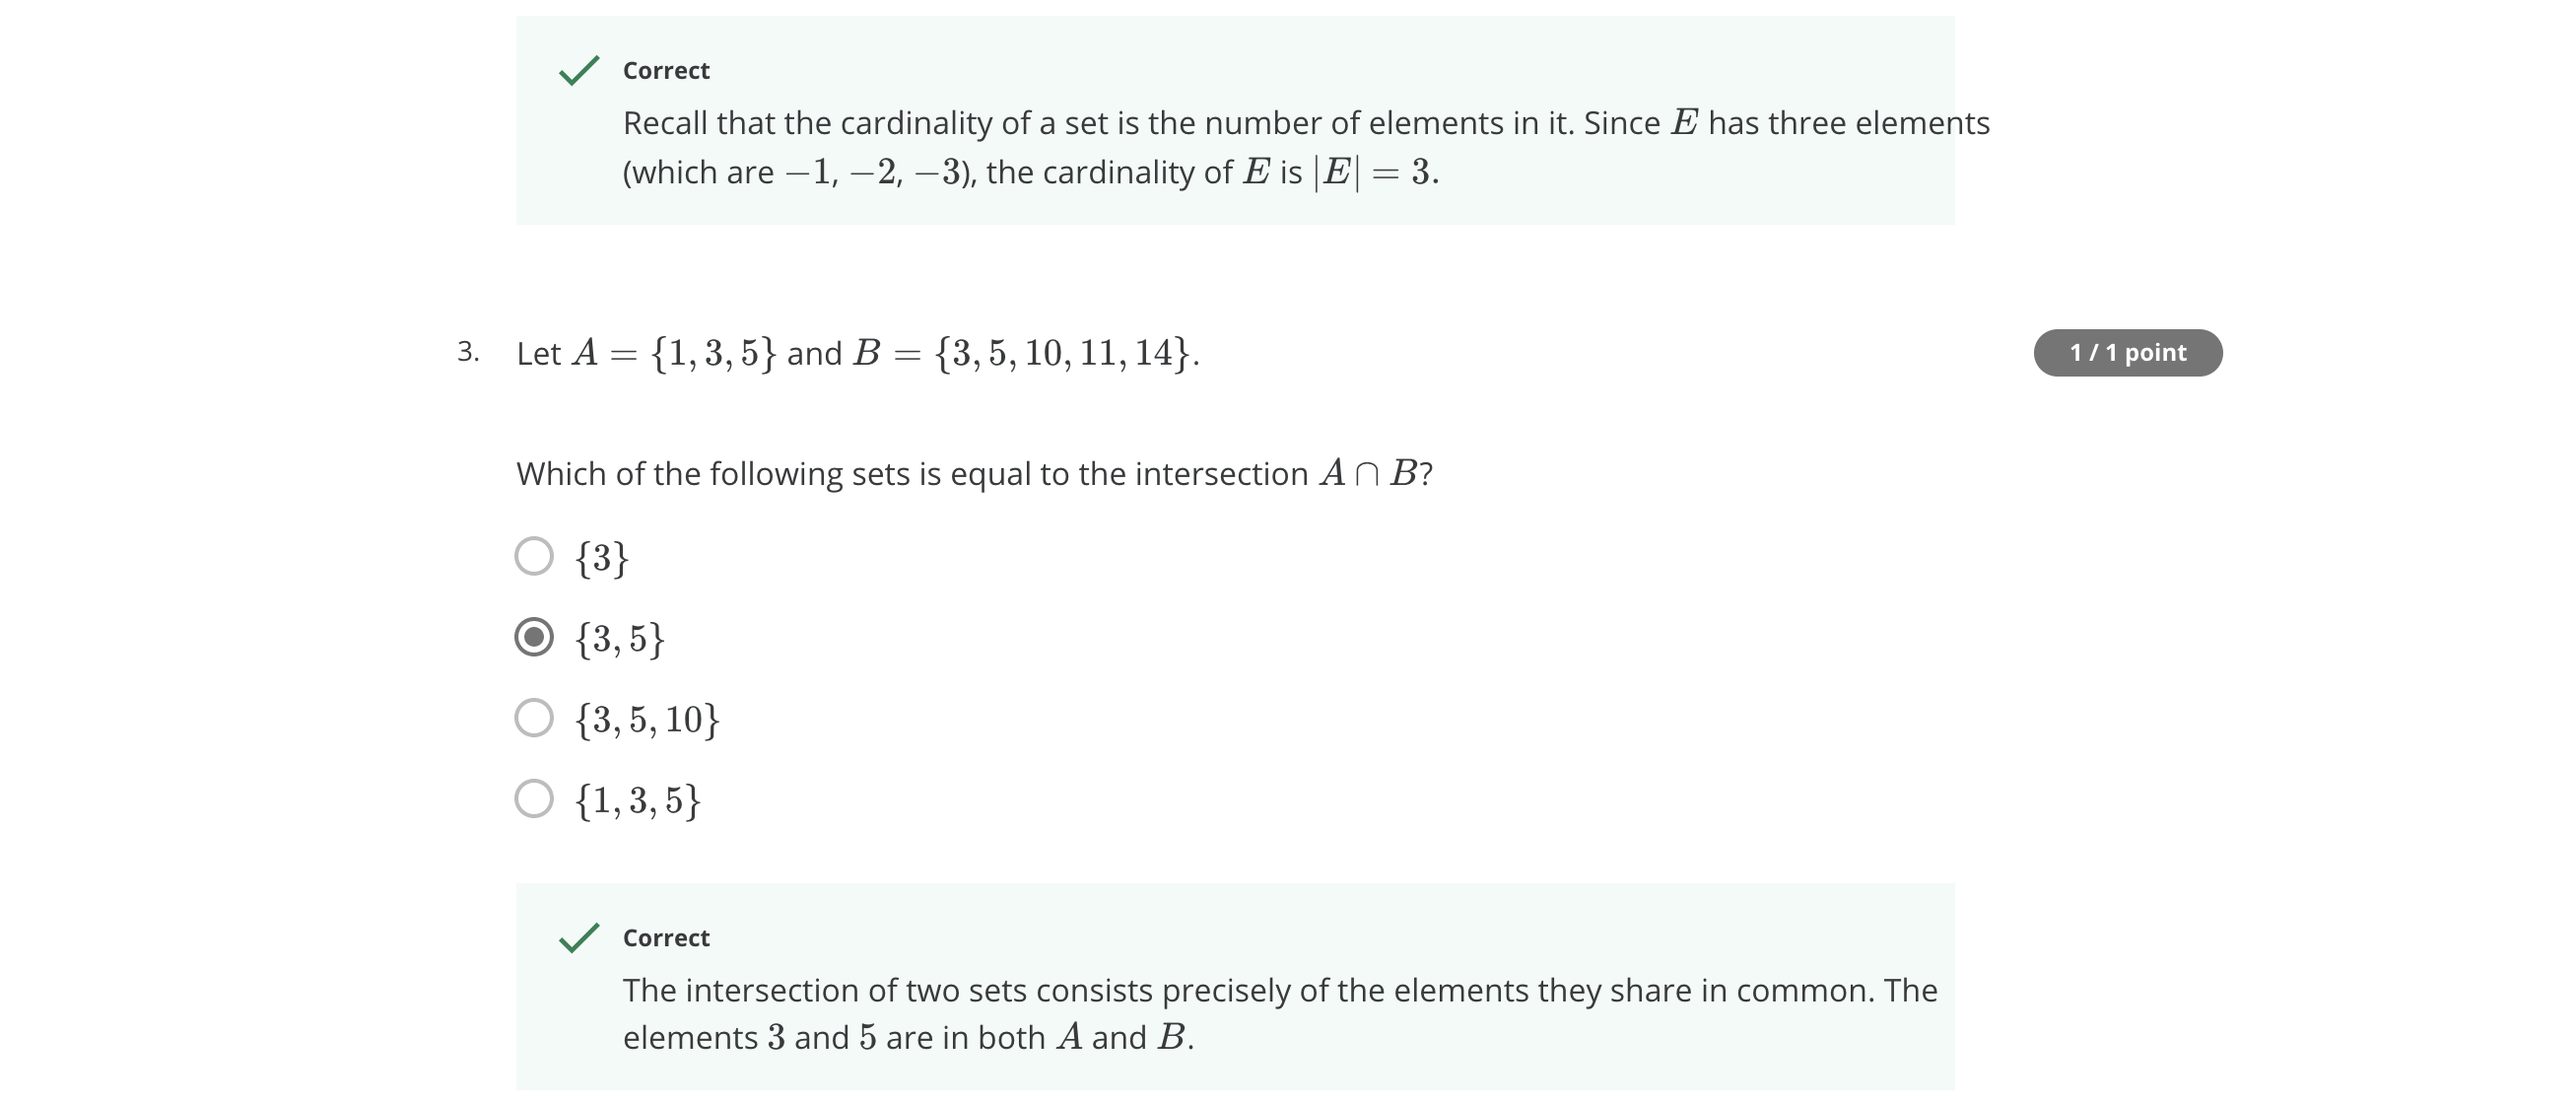 Correct
Recall that the cardinality of a set is the number of elements in it. Since E has three elements
(which are −1, −2, −3), the cardinality of E is |E| = 3.
3. Let A = {1, 3, 5} and B = {3, 5, 10, 11, 14}. 1 / 1 point
Which of the following sets is equal to the intersection A ∩ B?
{3}
{3, 5}
{3, 5, 10}
{1, 3, 5}
Correct
The intersection of two sets consists precisely of the elements they share in common. The
elements 3 and 5 are in both A and B.